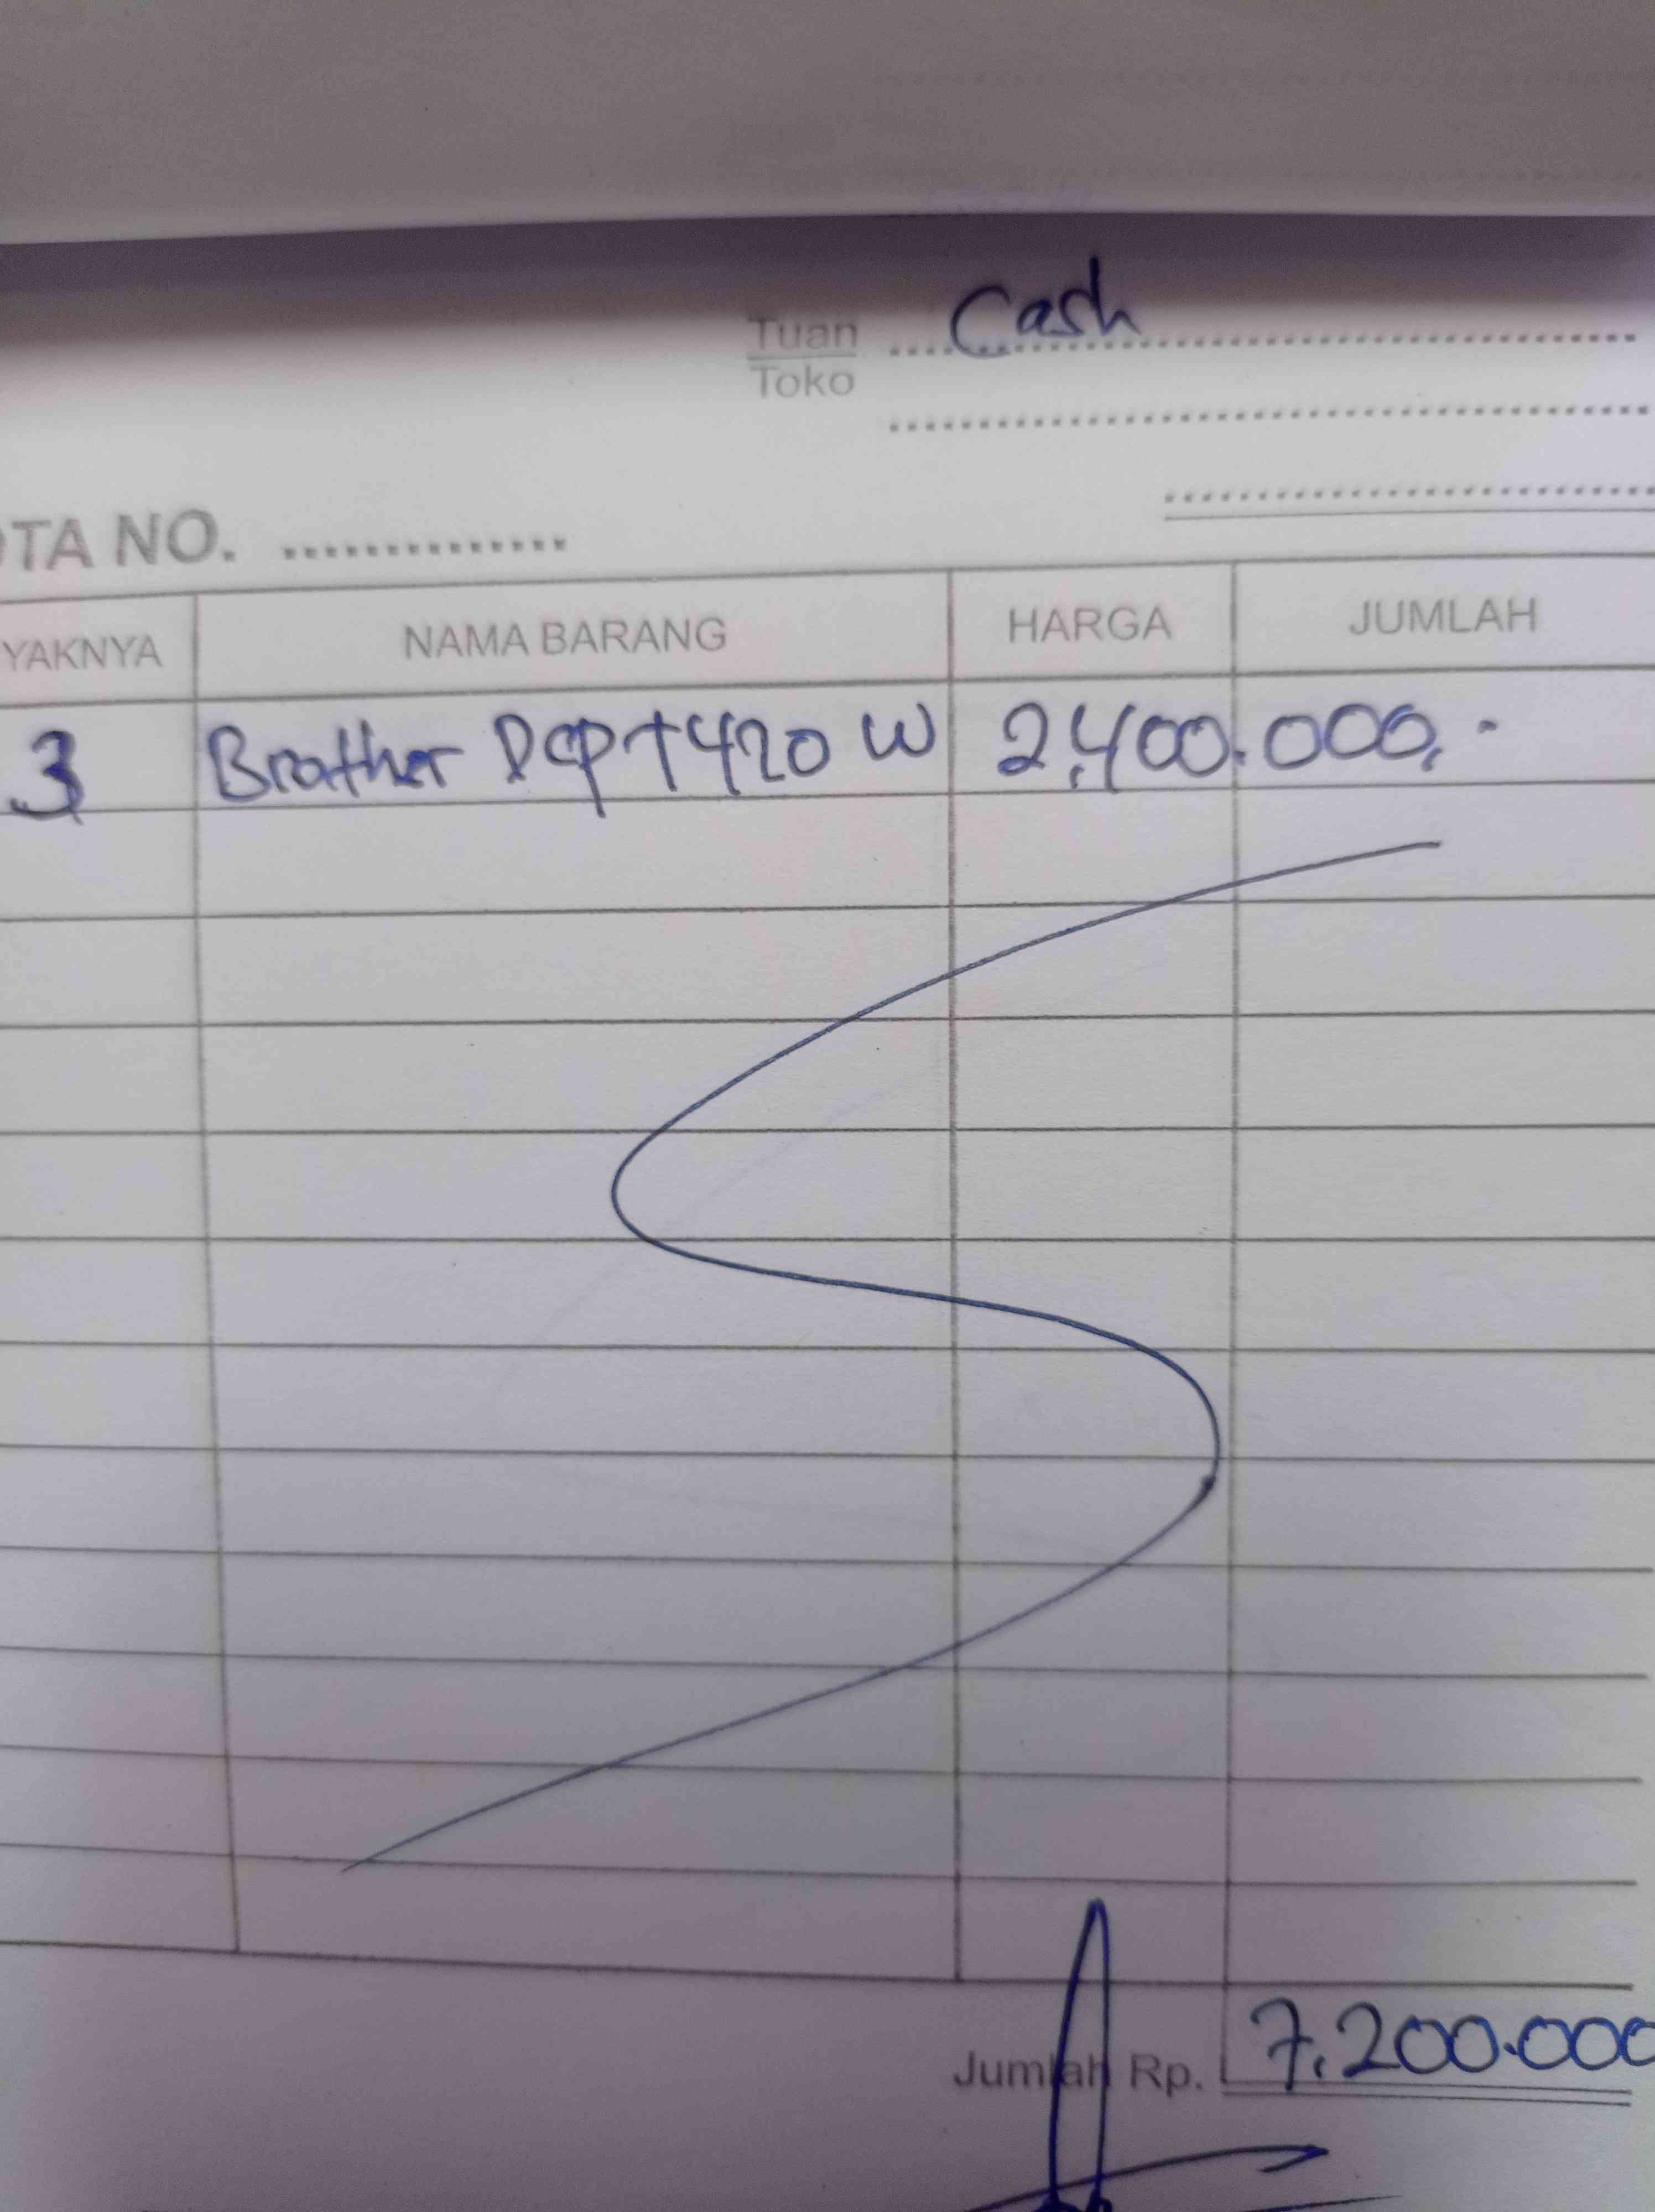 Tuan Cash
Toko
OTA NO.
YAKNYA NAMA BARANG HARGA JUMLAH
3 Brother Dcp T420 W 2.400.000,-
Jumlah Rp. 7.200.000